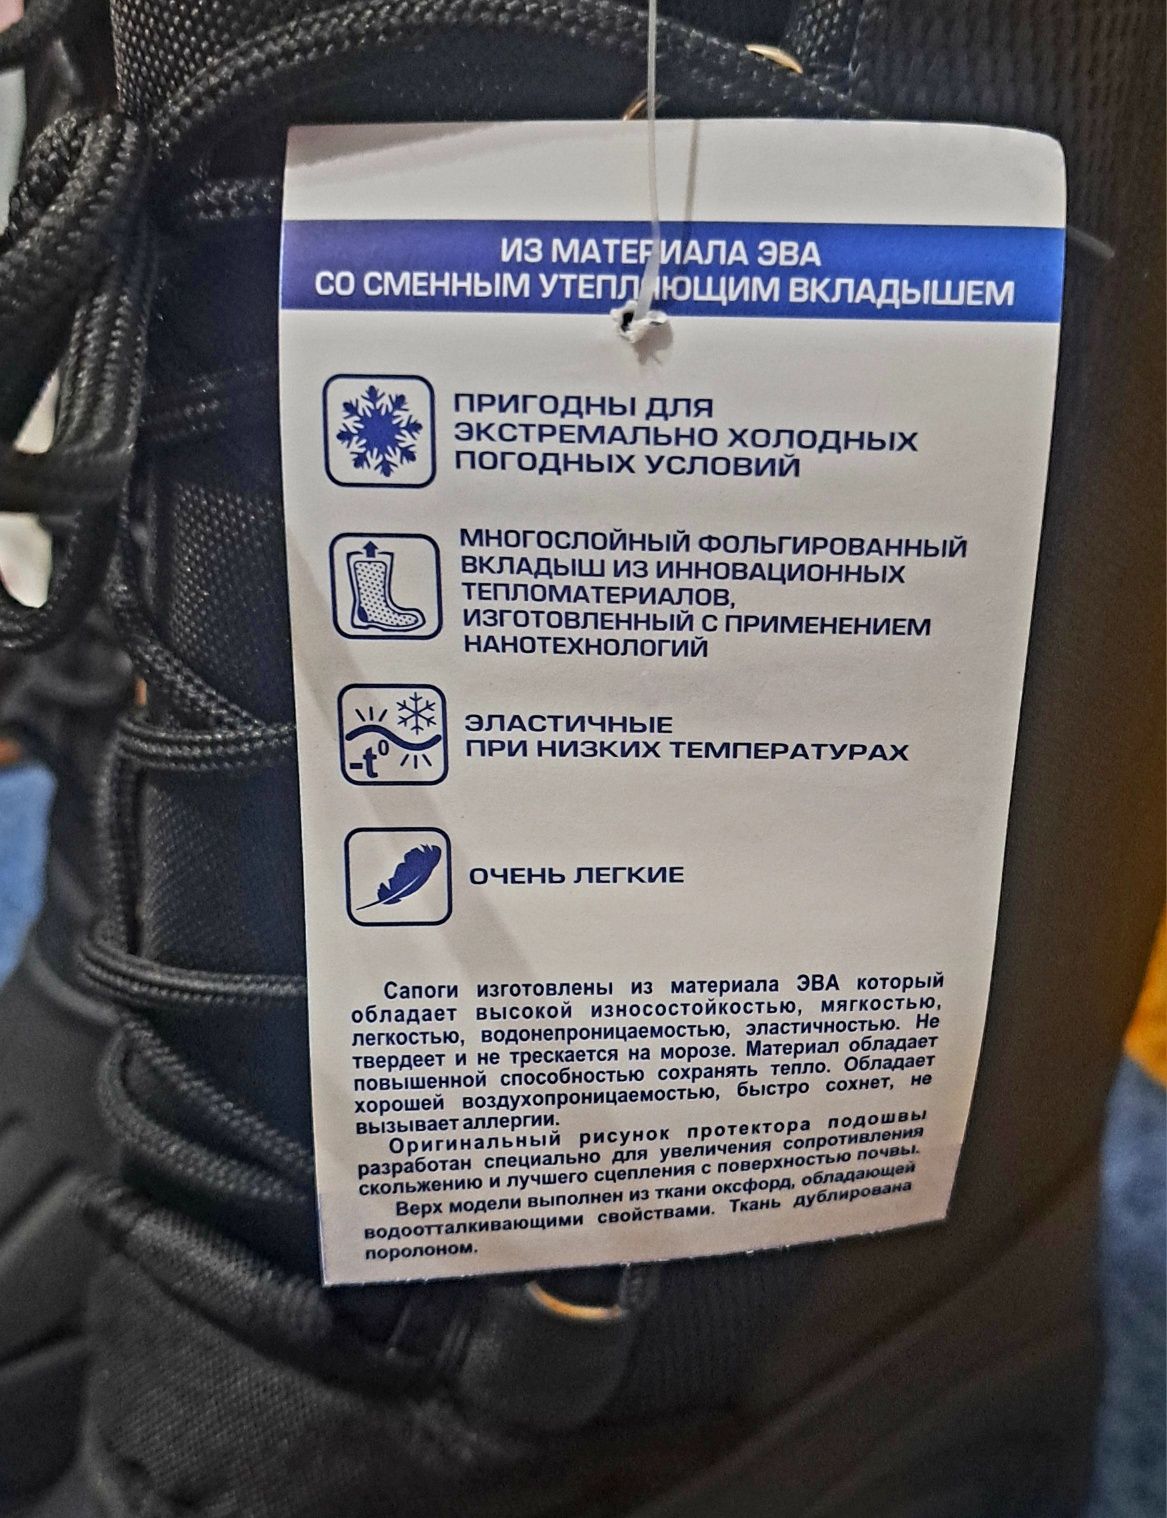 ИЗ МАТЕРИАЛА ЭВА
СО СМЕННЫМ УТЕПЛЯЮЩИМ ВКЛАДЫШЕМ
ПРИГОДНЫ ДЛЯ
ЭКСТРЕМАЛЬНО ХОЛОДНЫХ
ПОГОДНЫХ УСЛОВИЙ
МНОГОСЛОЙНЫЙ ФОЛЬГИРОВАННЫЙ
ВКЛАДЫШ ИЗ ИННОВАЦИОННЫХ
ТЕПЛОМАТЕРИАЛОВ,
ИЗГОТОВЛЕННЫЙ С ПРИМЕНЕНИЕМ
НАНОТЕХНОЛОГИЙ
-t⁰
ЭЛАСТИЧНЫЕ
ПРИ НИЗКИХ ТЕМПЕРАТУРАХ
ОЧЕНЬ ЛЕГКИЕ
Сапоги изготовлены из материала ЭВА который
обладает высокой износостойкостью, мягкостью,
легкостью, водонепроницаемостью, эластичностью. Не
твердеет и не трескается на морозе. Материал обладает
повышенной способностью сохранять тепло. Обладает
хорошей воздухопроницаемостью, быстро сохнет, не
вызывает аллергии.
Оригинальный рисунок протектора подошвы
разработан специально для увеличения сопротивления
скольжению и лучшего сцепления с поверхностью почвы.
Верх модели выполнен из ткани оксфорд, обладающей
водоотталкивающими свойствами. Ткань дублирована
поролоном.